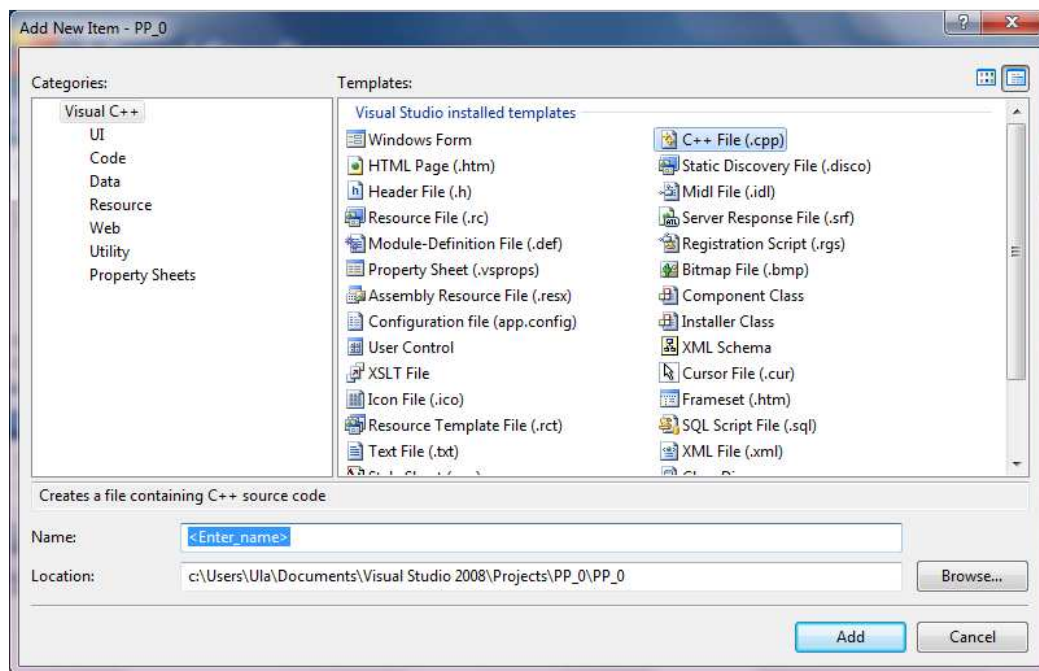 Add New Item - PP_0
Categories:
Visual C++
UI
Code
Data
Resource
Web
Utility
Property Sheets
Templates:
Visual Studio installed templates
Windows Form
C++ File (.cpp)
HTML Page (.htm)
Static Discovery File (.disco)
Header File (.h)
Midl File (.idl)
Resource File (.rc)
Server Response File (.srf)
Module-Definition File (.def)
Registration Script (.rgs)
Property Sheet (.vsprops)
Bitmap File (.bmp)
Assembly Resource File (.resx)
Component Class
Configuration file (app.config)
Installer Class
User Control
XML Schema
XSLT File
Cursor File (.cur)
Icon File (.ico)
Frameset (.htm)
Resource Template File (.rct)
SQL Script File (.sql)
Text File (.txt)
XML File (.xml)
Creates a file containing C++ source code
Name:
<Enter_name>
Location:
c:\Users\Ula\Documents\Visual Studio 2008\Projects\PP_0\PP_0
Browse...
Add
Cancel